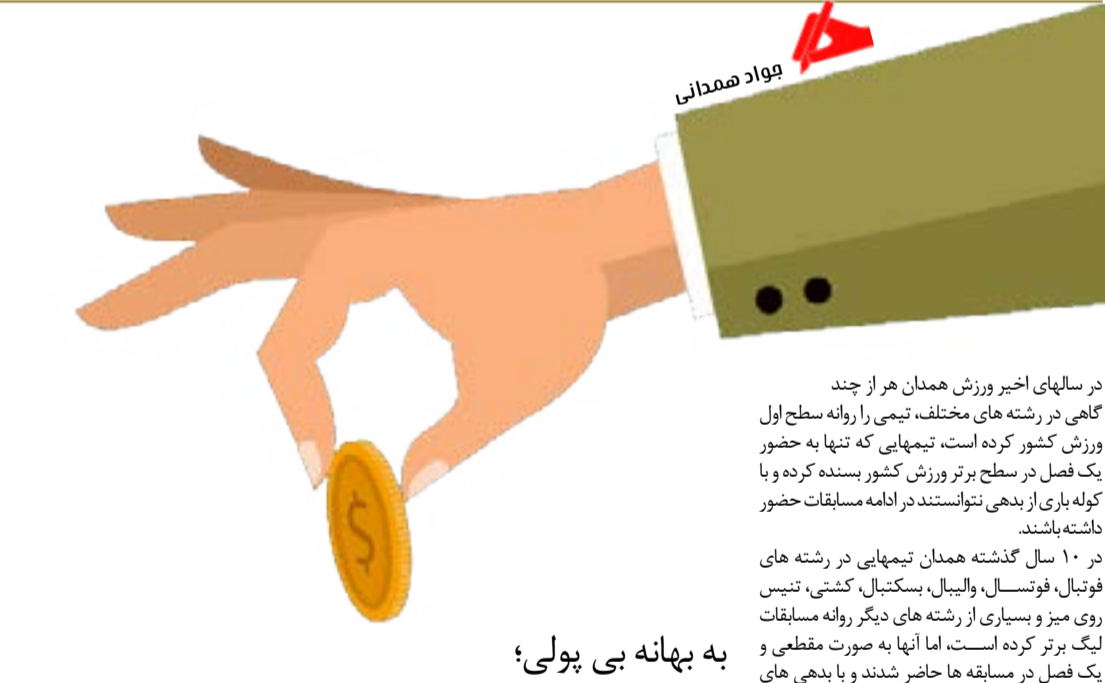 جواد همدانی
در سالهای اخیر ورزش همدان هر از چند
گاهی در رشته های مختلف، تیمی را روانه سطح اول
ورزش کشور کرده است، تیمهایی که تنها به حضور
یک فصل در سطح برتر ورزش کشور بسنده کرده و با
کوله باری از بدهی نتوانستند در ادامه مسابقات حضور
داشته باشند.
در ۱۰ سال گذشته همدان تیمهایی در رشته های
فوتبال، فوتســال، والیبال، بسکتبال، کشتی، تنیس
روی میز و بسیاری از رشته های دیگر روانه مسابقات
لیگ برتر کرده اســت، اما آنها به صورت مقطعی و
یک فصل در مسابقه ها حاضر شدند و با بدهی های
به بهانه بی پولی؛
$